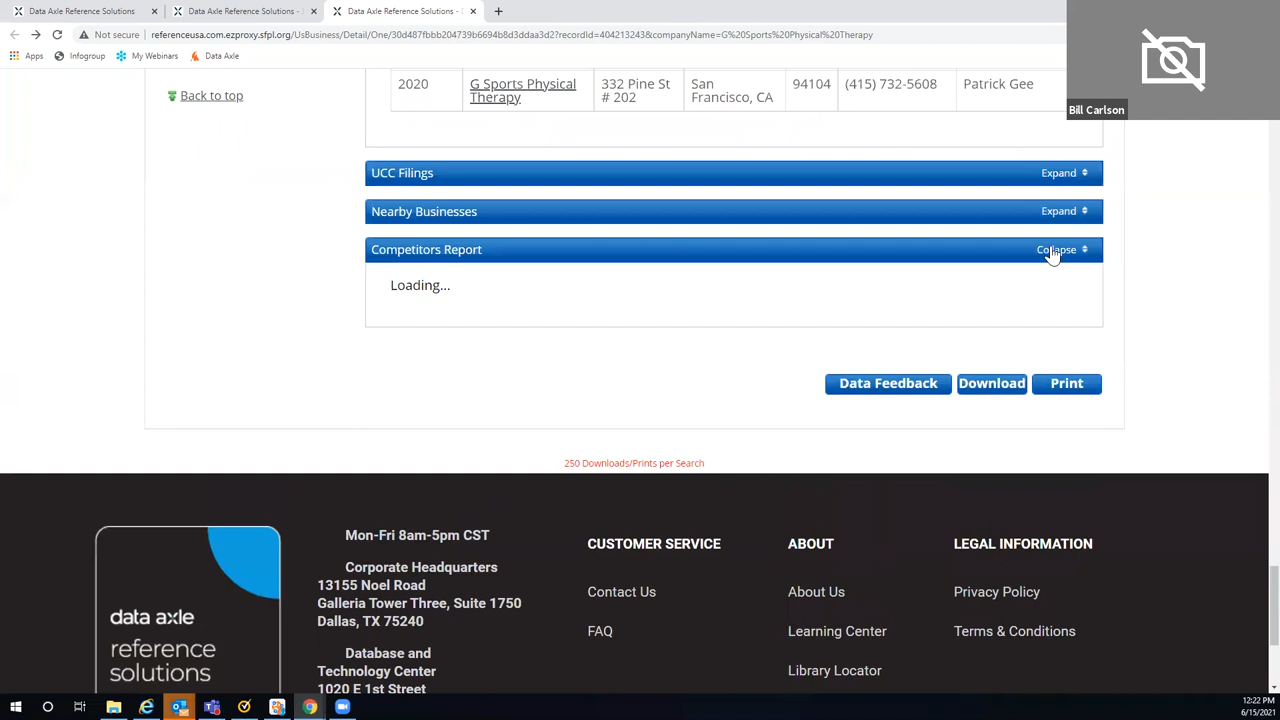 Data Axle Reference Solutions
Data Axle Reference Solutions -
Data Axle Reference Solutions -
Not secure
referenceusa.com.ezproxy.sfpl.org/UsBusiness/Detail/One/30d487fbbb204739b6694b8d3ddaa3d2?recordId=404213243&companyName=G%20Sports%20Physical%20Therapy
Apps
Infogroup
My Webinars
Data Axle
Bill Carlson
Back to top
2020
G Sports Physical
Therapy
332 Pine St
# 202
San
Francisco, CA
94104
(415) 732-5608
Patrick Gee
UCC Filings
Expand
Nearby Businesses
Expand
Competitors Report
Collapse
Loading...
Data Feedback
Download
Print
250 Downloads/Prints per Search
data axle
reference
solutions
Mon-Fri 8am-5pm CST
Corporate Headquarters
13155 Noel Road
Galleria Tower Three, Suite 1750
Dallas, TX 75240
Database and
Technology Center
1020 E 1st Street
CUSTOMER SERVICE
Contact Us
FAQ
ABOUT
About Us
Learning Center
Library Locator
LEGAL INFORMATION
Privacy Policy
Terms & Conditions
12:22 PM
6/15/2021